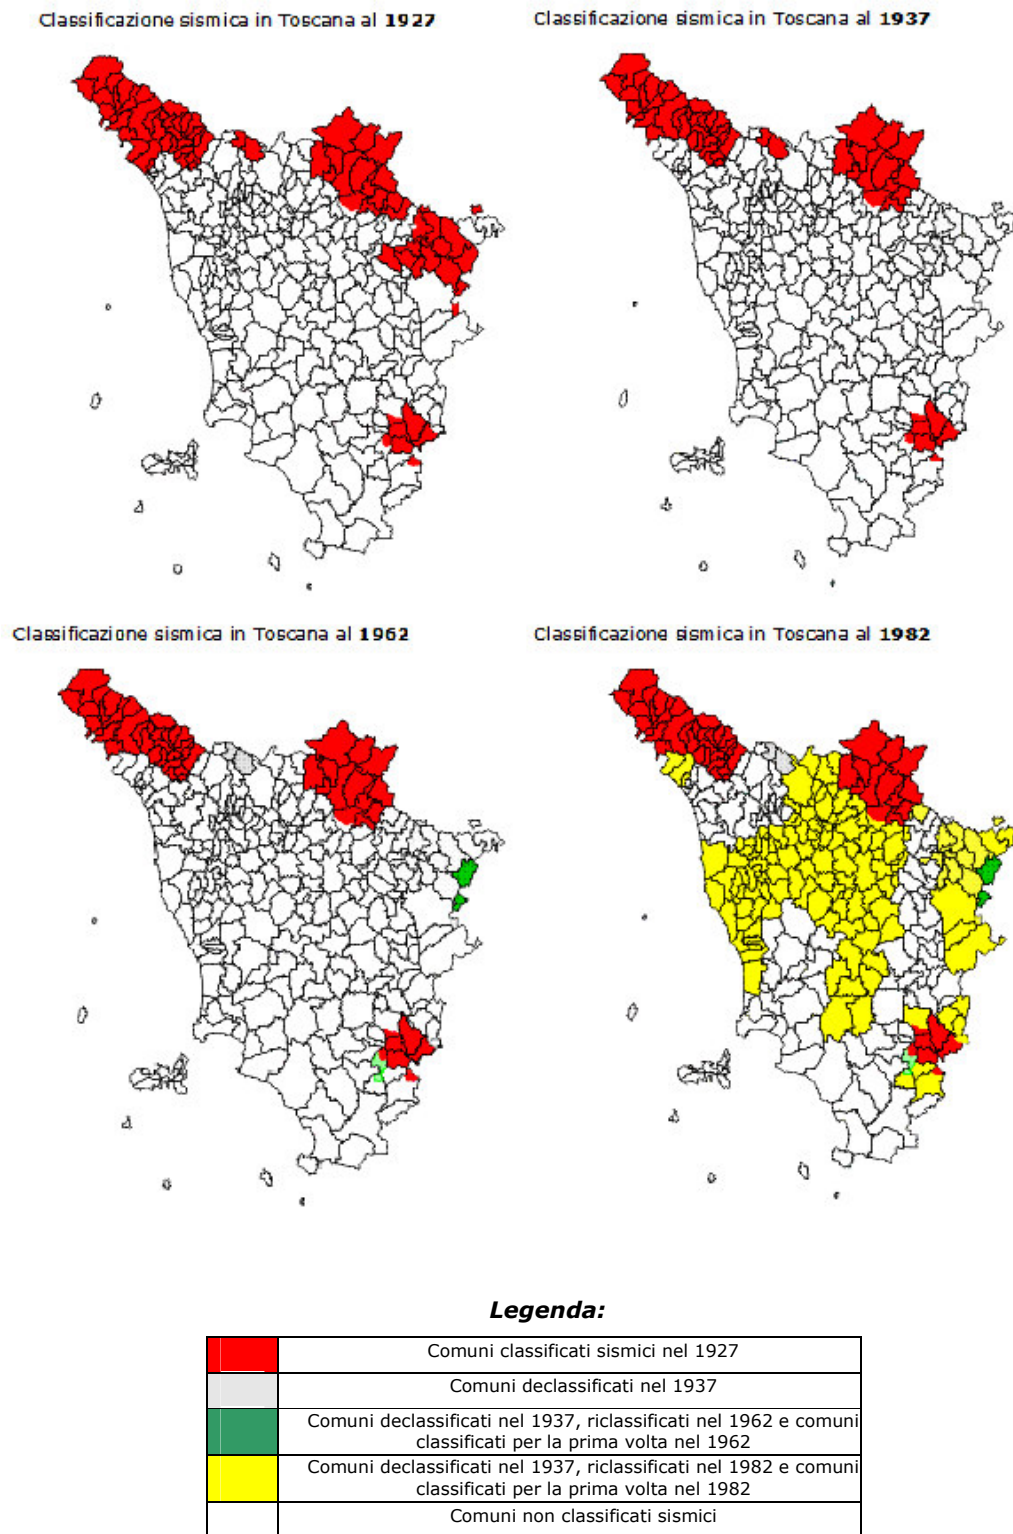 Classificazione sismica in Toscana al 1927
Classificazione sismica in Toscana al 1937
Classificazione sismica in Toscana al 1962
Classificazione sismica in Toscana al 1982
Legenda:
Comuni classificati sismici nel 1927
Comuni declassificati nel 1937
Comuni declassificati nel 1937, riclassificati nel 1962 e comuni
classificati per la prima volta nel 1962
Comuni declassificati nel 1937, riclassificati nel 1982 e comuni
classificati per la prima volta nel 1982
Comuni non classificati sismici